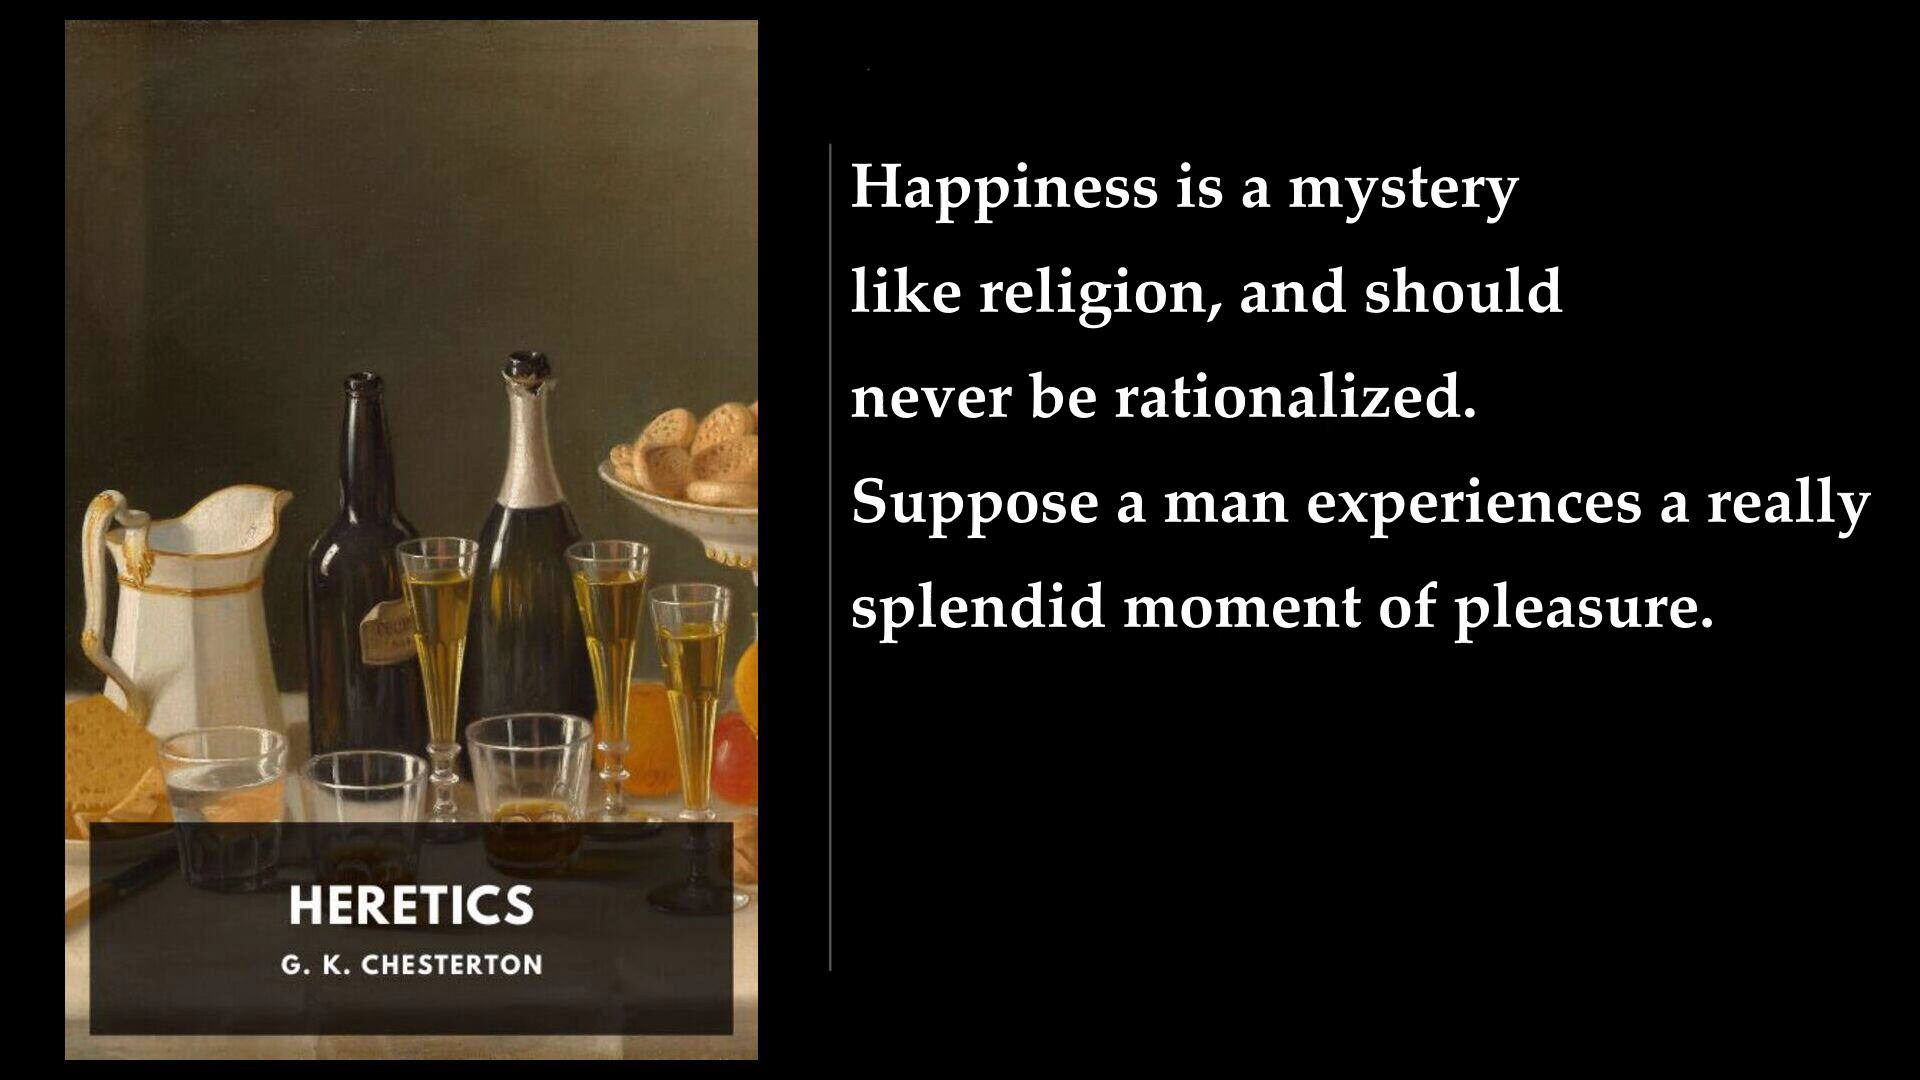 HERETICS
G. K. CHESTERTON
Happiness is a mystery
like religion, and should
never be rationalized.
Suppose a man experiences a really
splendid moment of pleasure.